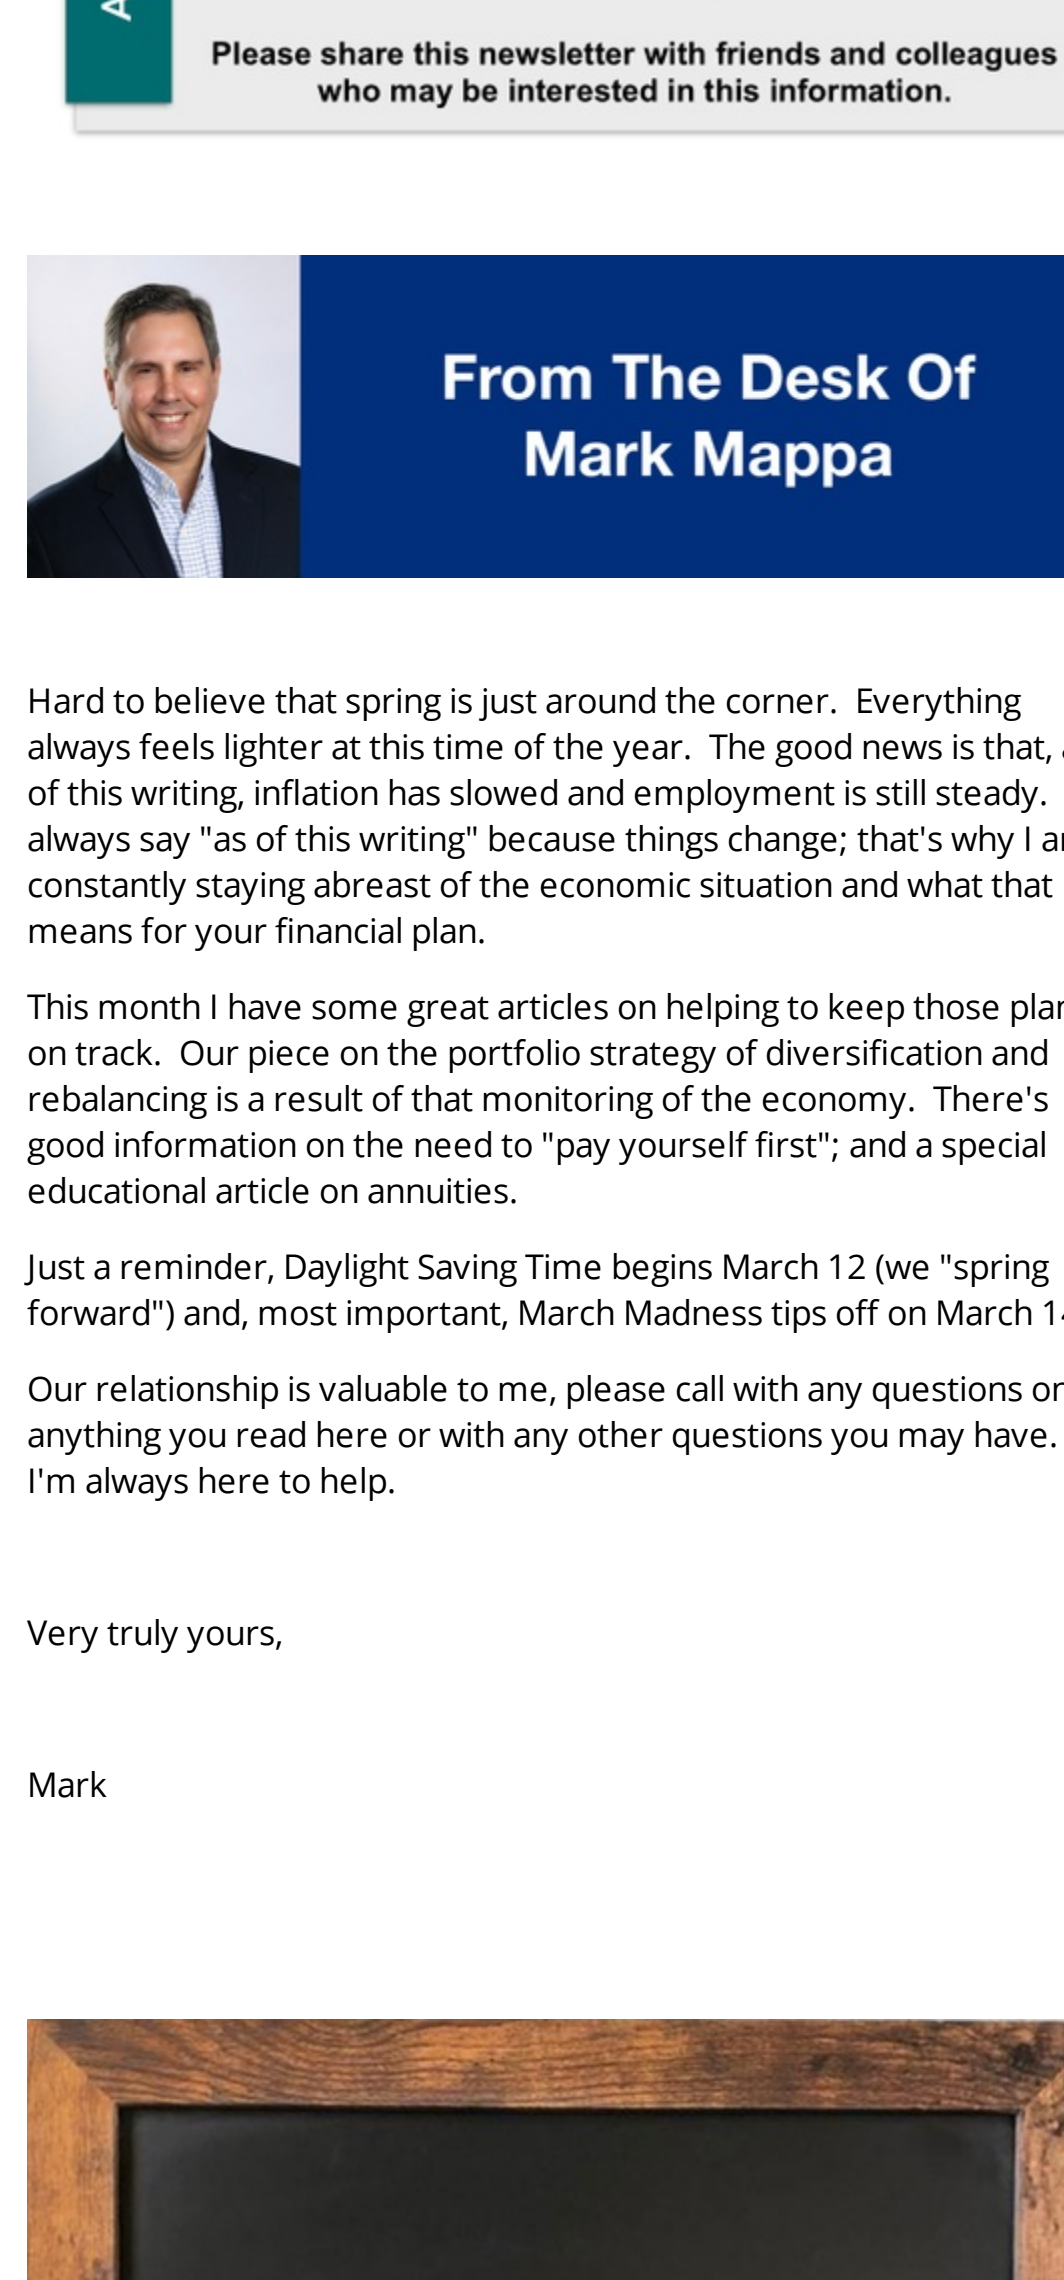 A
Please share this newsletter with friends and colleagues
who may be interested in this information.
From The Desk Of
Mark Mappa
Hard to believe that spring is just around the corner.  Everything
always feels lighter at this time of the year.  The good news is that,
of this writing, inflation has slowed and employment is still steady.
always say "as of this writing" because things change; that's why I
constantly staying abreast of the economic situation and what that
means for your financial plan.
This month I have some great articles on helping to keep those
on track.  Our piece on the portfolio strategy of diversification and
rebalancing is a result of that monitoring of the economy.  There's
good information on the need to "pay yourself first"; and a special
educational article on annuities.
Just a reminder, Daylight Saving Time begins March 12 (we "spring
forward") and, most important, March Madness tips off on March
Our relationship is valuable to me, please call with any questions on
anything you read here or with any other questions you may have.
I'm always here to help.
Very truly yours,
Mark